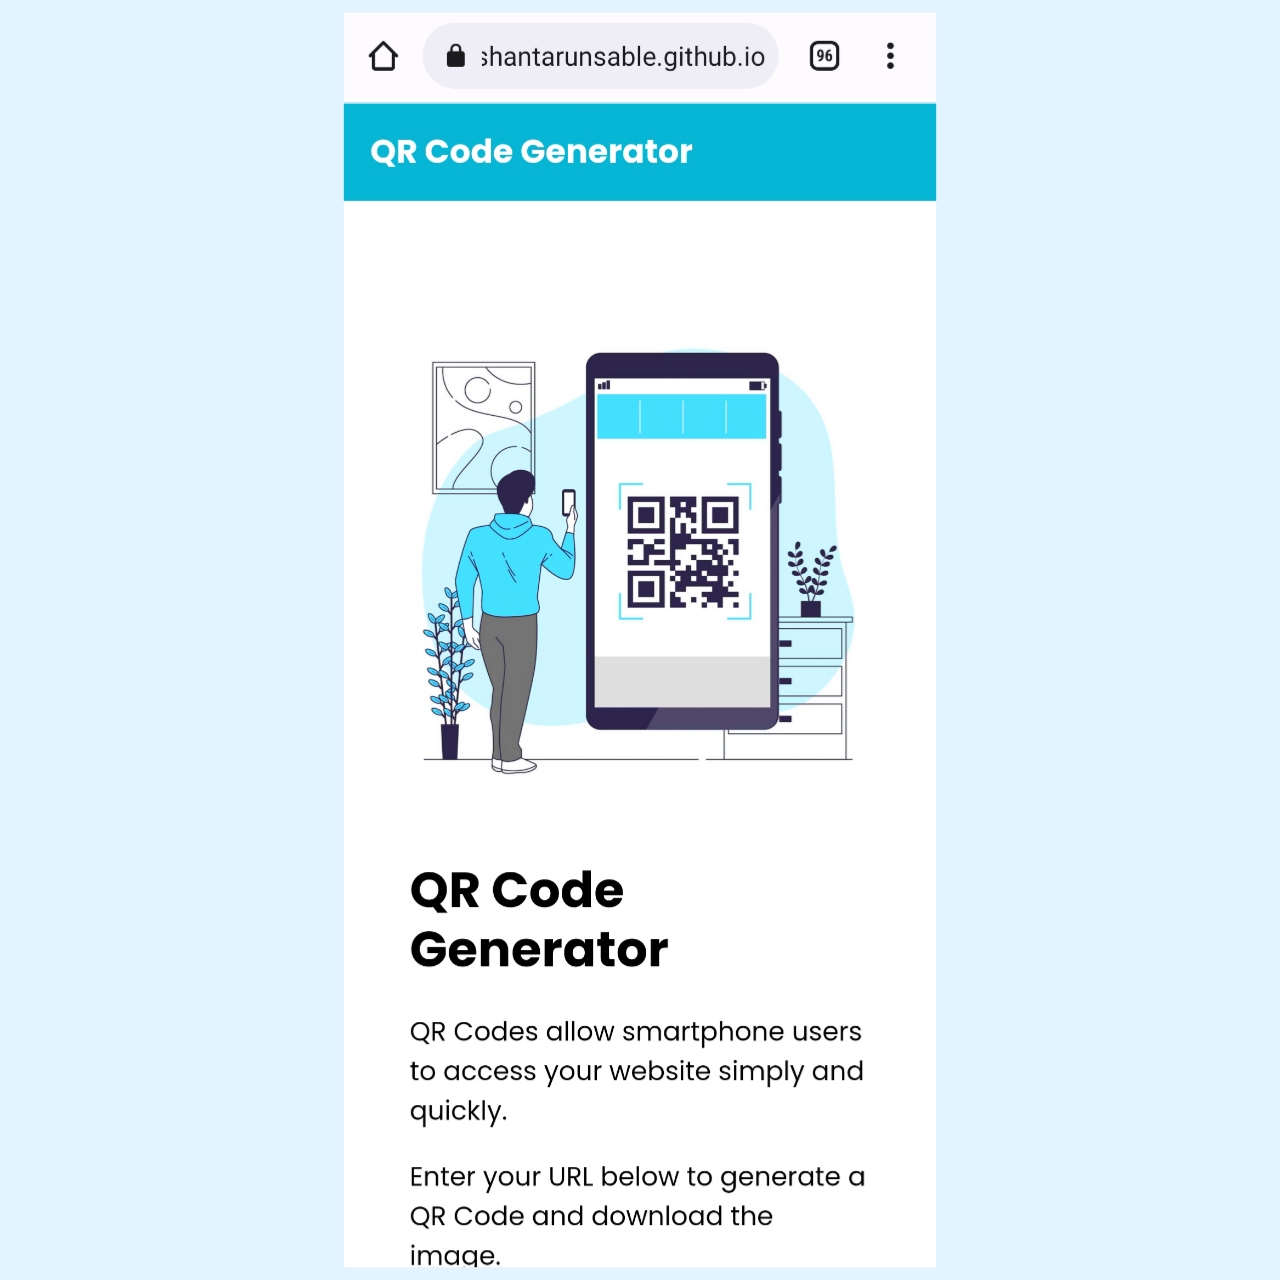 shantarunsable.github.io
96
QR Code Generator
QR Code
Generator
QR Codes allow smartphone users
to access your website simply and
quickly.
Enter your URL below to generate a
QR Code and download the
image.